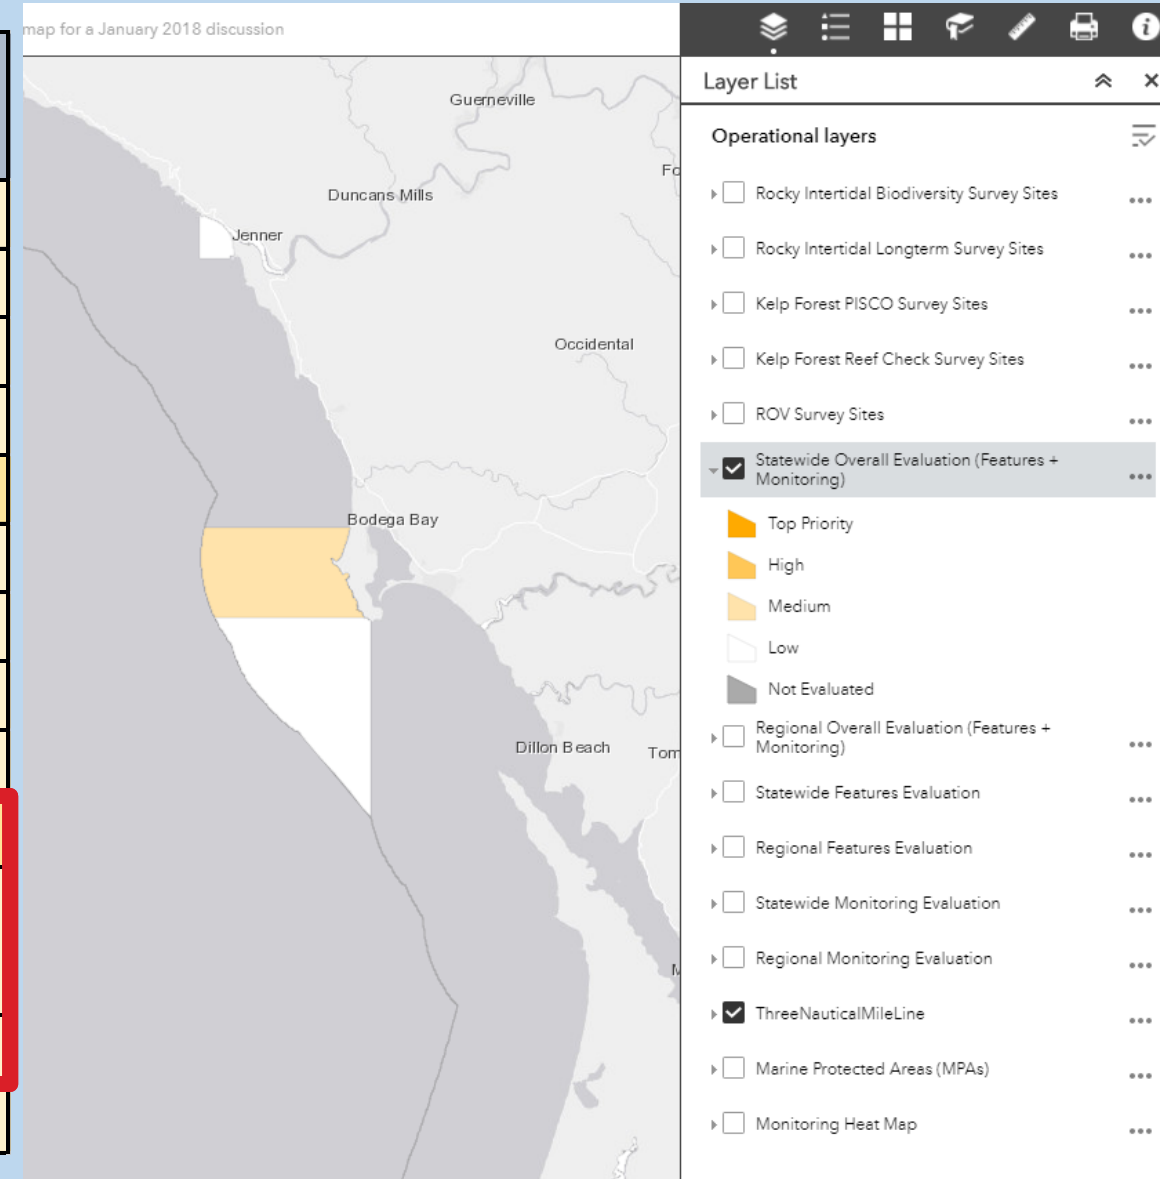 map for a January 2018 discussion
Layer List
Operational layers
Rocky Intertidal Biodiversity Survey Sites
Rocky Intertidal Longterm Survey Sites
Kelp Forest PISCO Survey Sites
Kelp Forest Reef Check Survey Sites
ROV Survey Sites
Statewide Overall Evaluation (Features +
Monitoring)
Top Priority
High
Medium
Low
Not Evaluated
Regional Overall Evaluation (Features +
Monitoring)
Statewide Features Evaluation
Regional Features Evaluation
Statewide Monitoring Evaluation
Regional Monitoring Evaluation
ThreeNauticalMileLine
Marine Protected Areas (MPAs)
Monitoring Heat Map
Guerneville
Fo
Duncans Mills
Jenner
Occidental
Bodega Bay
Dillon Beach
Tom